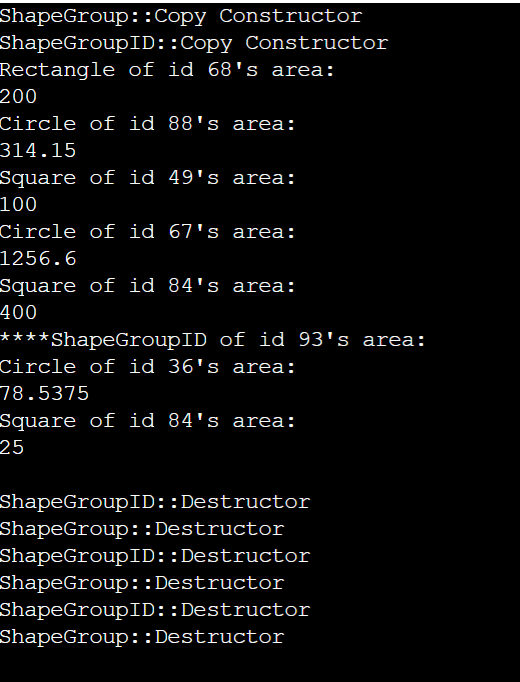 ShapeGroup::Copy Constructor
ShapeGroupID::Copy Constructor
Rectangle of id 68's area:
200
Circle of id 88's area:
314.15
Square of id 49's area:
100
Circle of id 67's area:
1256.6
Square of id 84's area:
400
****ShapeGroupID of id 93's area:
Circle of id 36's area:
78.5375
Square of id 84's area:
25
ShapeGroupID::Destructor
ShapeGroup::Destructor
ShapeGroupID::Destructor
ShapeGroup::Destructor
ShapeGroupID::Destructor
ShapeGroup::Destructor